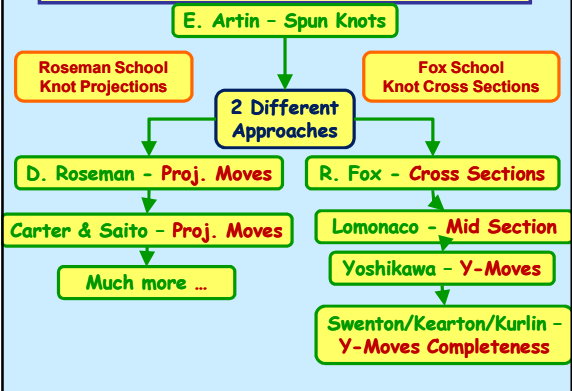 E. Artin – Spun Knots
Roseman School
Knot Projections
Fox School
Knot Cross Sections
2 Different
Approaches
D. Roseman - Proj. Moves
R. Fox - Cross Sections
Carter & Saito – Proj. Moves
Lomonaco - Mid Section
Much more …
Yoshikawa – Y-Moves
Swenton/Kearton/Kurlin –
Y-Moves Completeness